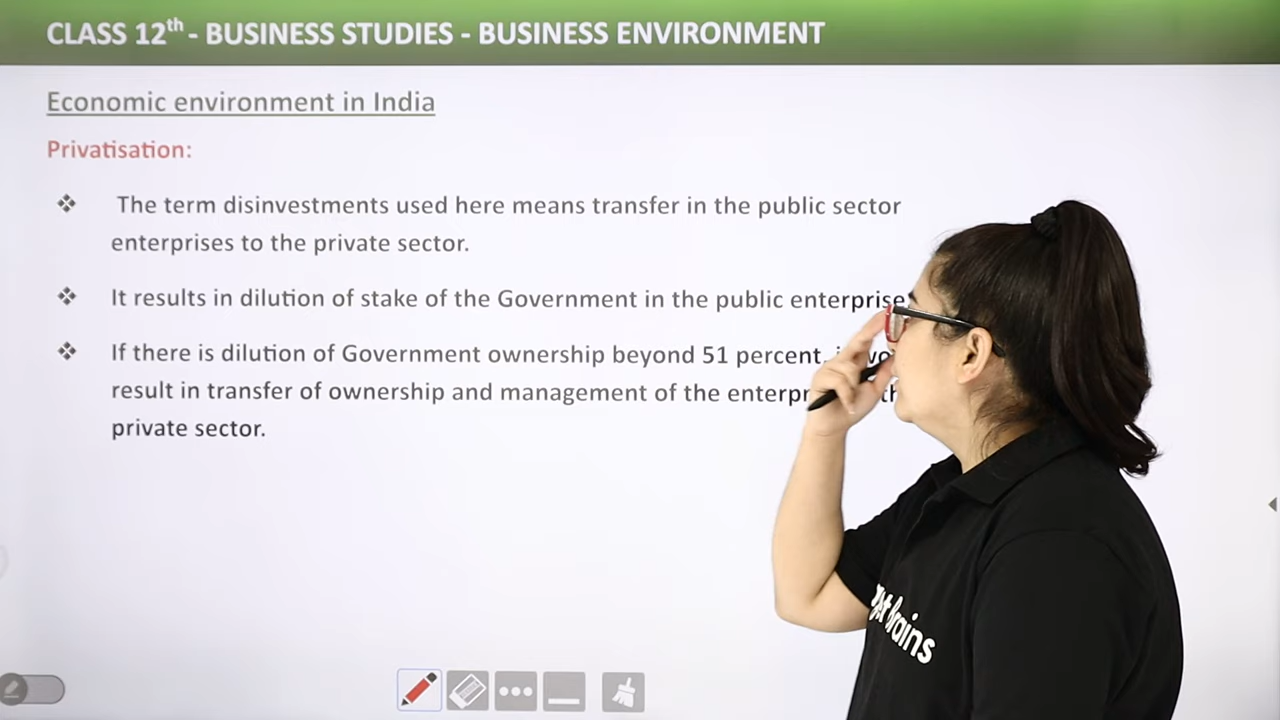 CLASS 12th - BUSINESS STUDIES - BUSINESS ENVIRONMENT
Economic environment in India
Privatisation:
The term disinvestments used here means transfer in the public sector
enterprises to the private sector.
It results in dilution of stake of the Government in the public enterprise
If there is dilution of Government ownership beyond 51 percent,
result in transfer of ownership and management of the
private sector.
Brains